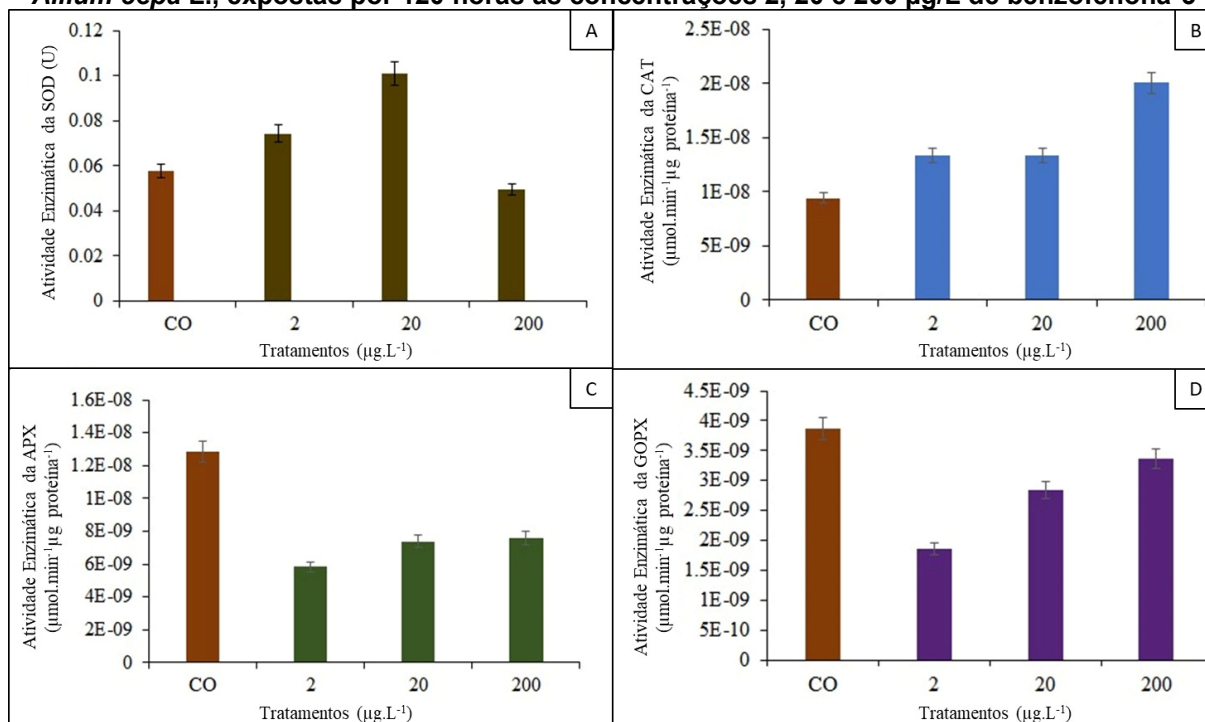 Allium cepa L., expostas por 120 horas às concentrações 2, 20 e 200 µg/L de benzofenona-3
A
Atividade Enzimática da SOD (U)
0.12
0.1
0.08
0.06
0.04
0.02
0
CO 2 20 200
Tratamentos (µg.L-1)
B
Atividade Enzimática da CAT
(µmol.min-1µg proteína-1)
2.5E-08
2E-08
1.5E-08
1E-08
5E-09
0
CO 2 20 200
Tratamentos (µg.L-1)
C
Atividade Enzimática da APX
(µmol.min-1µg proteína-1)
1.6E-08
1.4E-08
1.2E-08
1E-08
8E-09
6E-09
4E-09
2E-09
0
CO 2 20 200
Tratamentos (µg.L-1)
D
Atividade Enzimática da GOPX
(µmol.min-1µg proteína-1)
4.5E-09
4E-09
3.5E-09
3E-09
2.5E-09
2E-09
1.5E-09
1E-09
5E-10
0
CO 2 20 200
Tratamentos (µg.L-1)